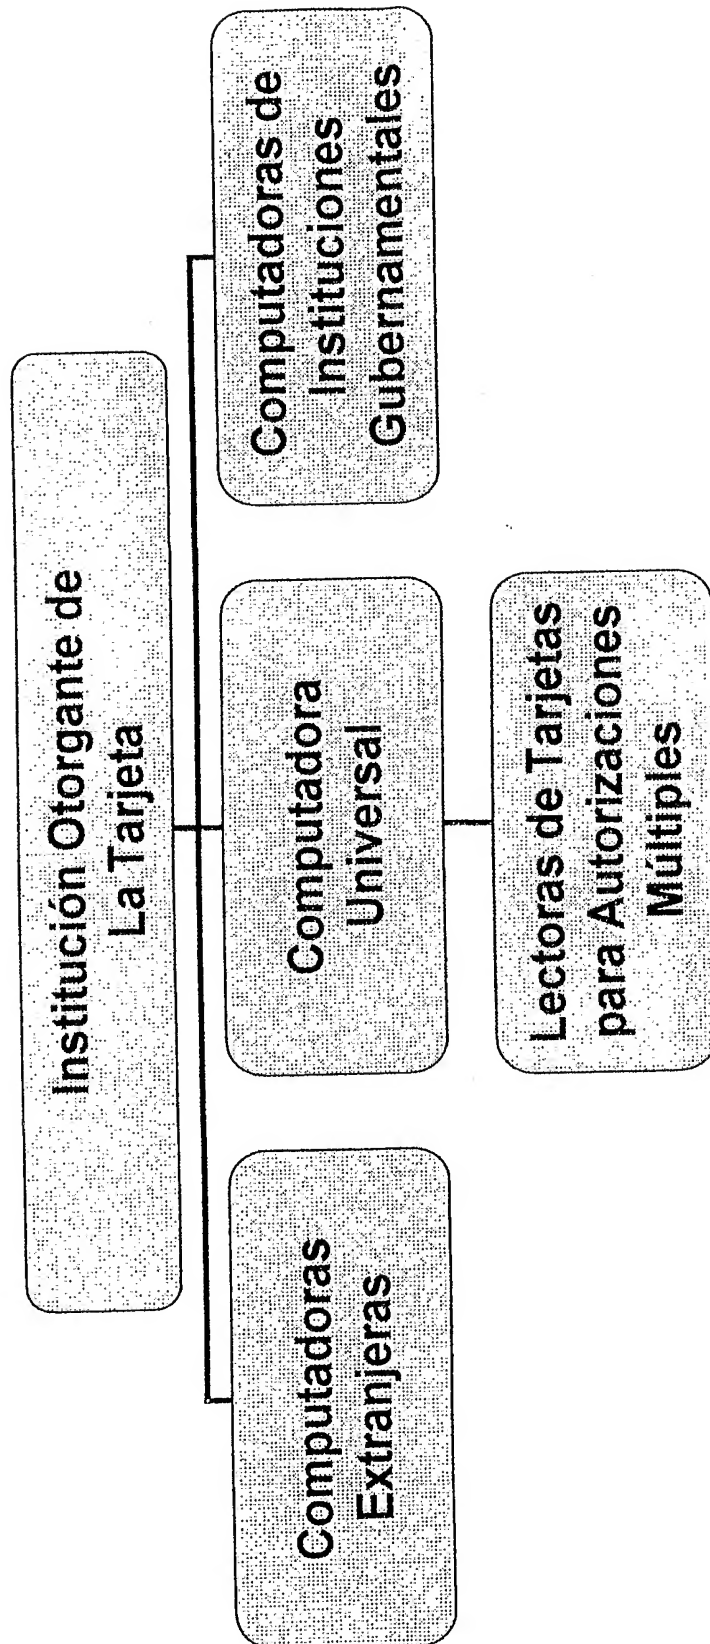 Institución Otorgante de
La Tarjeta
Computadoras
Extranjeras
Computadora
Universal
Computadoras de
Instituciones
Gubernamentales
Lectoras de Tarjetas
para Autorizaciones
Múltiples